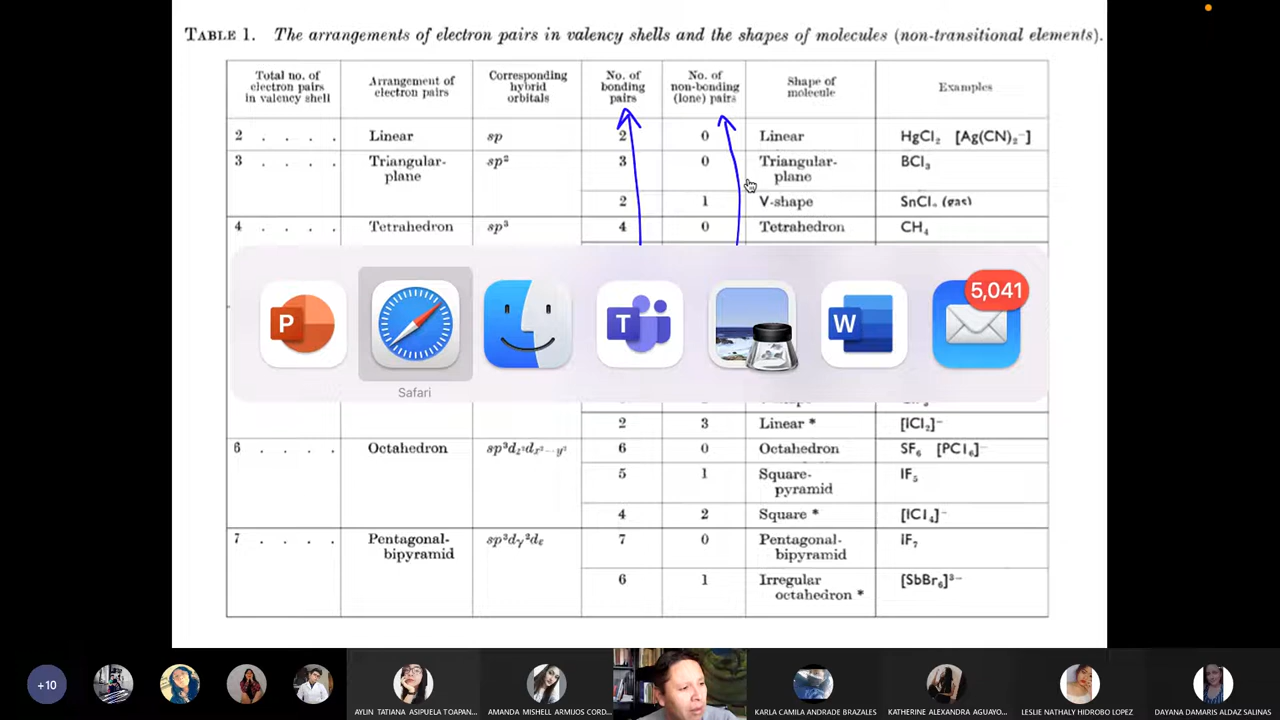 TABLE 1. The arrangements of electron pairs in valency shells and the shapes of molecules (non-transitional elements).
Total no. of electron pairs in valency shell Arrangement of electron pairs Corresponding hybrid orbitals No. of bonding pairs No. of non-bonding (lone) pairs Shape of molecule Examples
2 . . . . Linear sp 2 0 Linear HgCl₂ [Ag(CN)₂⁻]
3 . . . . Triangular-plane sp² 3 0 Triangular-plane BCl₃
2 1 V-shape SnCl₂ (gas)
4 . . . . Tetrahedron sp³ 4 0 Tetrahedron CH₄
P T W 5,041
Safari
2 3 Linear * [ICl₂]⁻
6 . . . . Octahedron 6 0 Octahedron SF₆ [PCl₆]⁻
5 1 Square-pyramid IF₅
4 2 Square * [ICl₄]⁻
7 . . . . Pentagonal-bipyramid 7 0 Pentagonal-bipyramid IF₇
6 1 Irregular octahedron * [SbBr₆]³⁻
+10 AYLIN TATIANA ASIPUELA TOAPAN... AMANDA MISHELL ARMIJOS CORD... KARLA CAMILA ANDRADE BRAZALES KATHERINE ALEXANDRA AGUAYO... LESLIE NATHALY HIDROBO LOPEZ DAYANA DAMARIS ALDAZ SALINAS